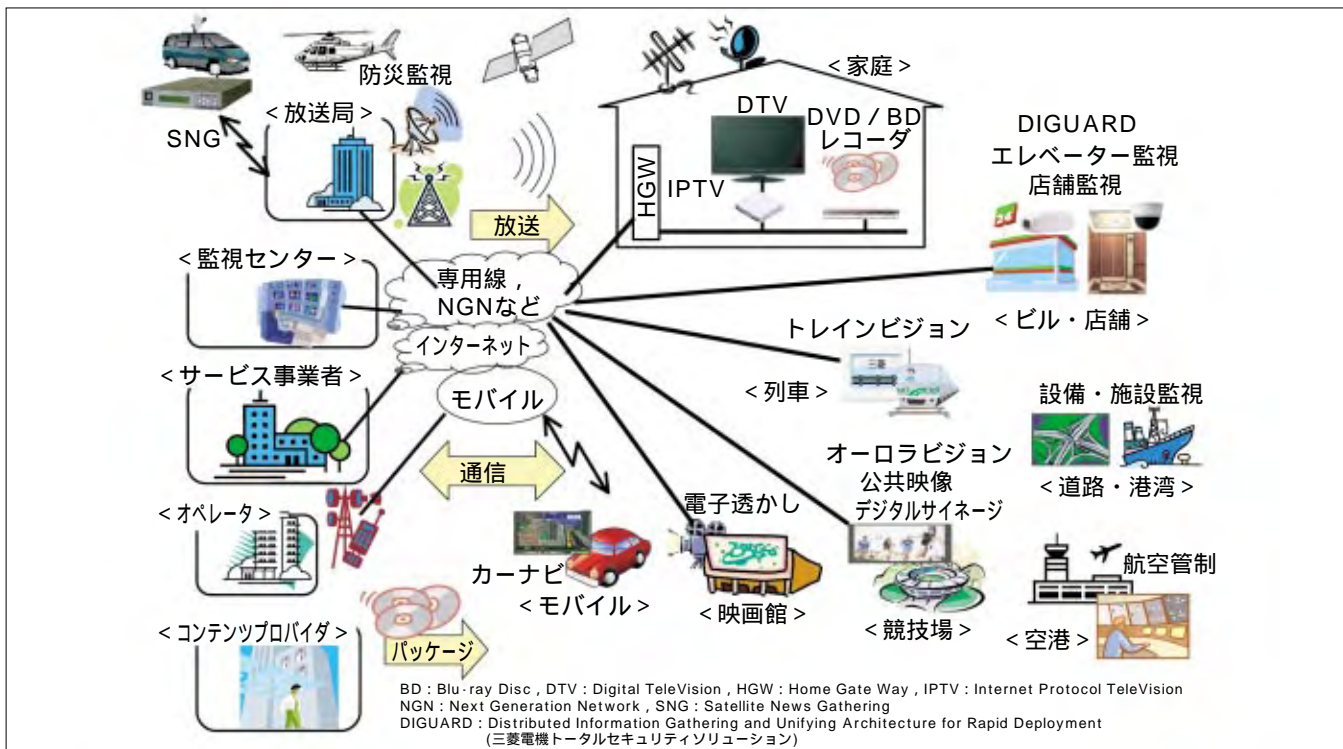 防災監視
<放送局>
SNG
<家庭>
DTV
DVD / BD
レコーダ
HGW
IPTV
放送
DIGUARD
エレベーター監視
店舗監視
<ビル・店舗>
<監視センター>
専用線，
NGNなど
インターネット
モバイル
<サービス事業者>
トレインビジョン
三菱
<列車>
設備・施設監視
<道路・港湾>
通信
オーロラビジョン
公共映像
デジタルサイネージ
<競技場>
電子透かし
<映画館>
カーナビ
<モバイル>
<オペレータ>
航空管制
<空港>
<コンテンツプロバイダ>
パッケージ
BD : Blu-ray Disc , DTV : Digital TeleVision , HGW : Home Gate Way , IPTV : Internet Protocol TeleVision
NGN : Next Generation Network , SNG : Satellite News Gathering
DIGUARD : Distributed Information Gathering and Unifying Architecture for Rapid Deployment
(三菱電機トータルセキュリティソリューション)